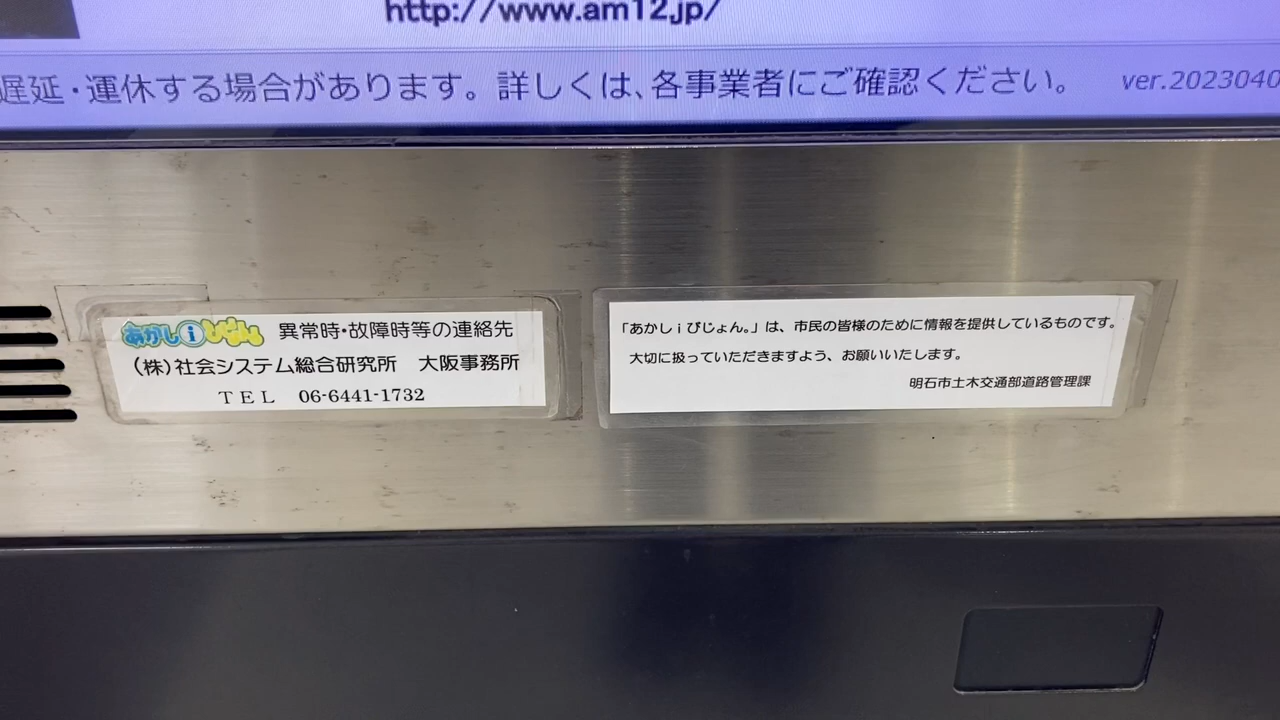 http://www.am12.jp/
遅延・運休する場合があります。詳しくは、各事業者にご確認ください。 ver.2023040
あかしiびじょん 異常時・故障時等の連絡先
(株)社会システム総合研究所 大阪事務所
TEL 06-6441-1732
「あかしｉびじょん。」は、市民の皆様のために情報を提供しているものです。
大切に扱っていただきますよう、お願いいたします。
明石市土木交通部道路管理課